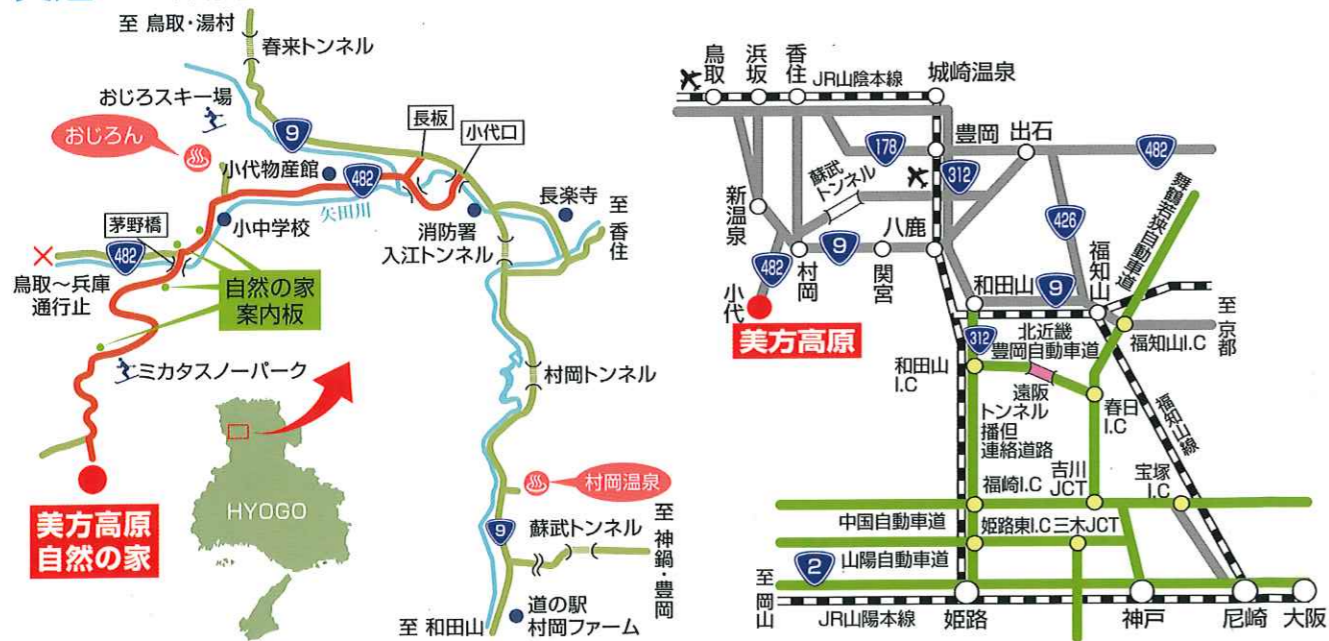 至 鳥取・湯村
春来トンネル
おじろスキー場
おじろん
9
長板
小代口
小代物産館
482
矢田川
長楽寺
至 香住
茅野橋
小中学校
消防署
入江トンネル
482
鳥取～兵庫
通行止
自然の家
案内板
ミカタスノーパーク
村岡トンネル
HYOGO
村岡温泉
美方高原
自然の家
9
蘇武トンネル
至 神鍋・豊岡
至 和田山
道の駅
村岡ファーム
鳥取
浜坂
香住
JR山陰本線
城崎温泉
178
豊岡
出石
482
312
蘇武
トンネル
新温泉
426
舞鶴若狭自動車道
八鹿
9
村岡
関宮
482
小代
和田山
9
福知山
美方高原
至 京都
312
北近畿
豊岡自動車道
福知山I.C
和田山
I.C
遠阪
トンネル
春日
I.C
福知山線
播但
連絡道路
吉川
JCT
宝塚
I.C
福崎I.C
中国自動車道
姫路東I.C
三木JCT
2
山陽自動車道
至 岡山
JR山陽本線
姫路
神戸
尼崎
大阪